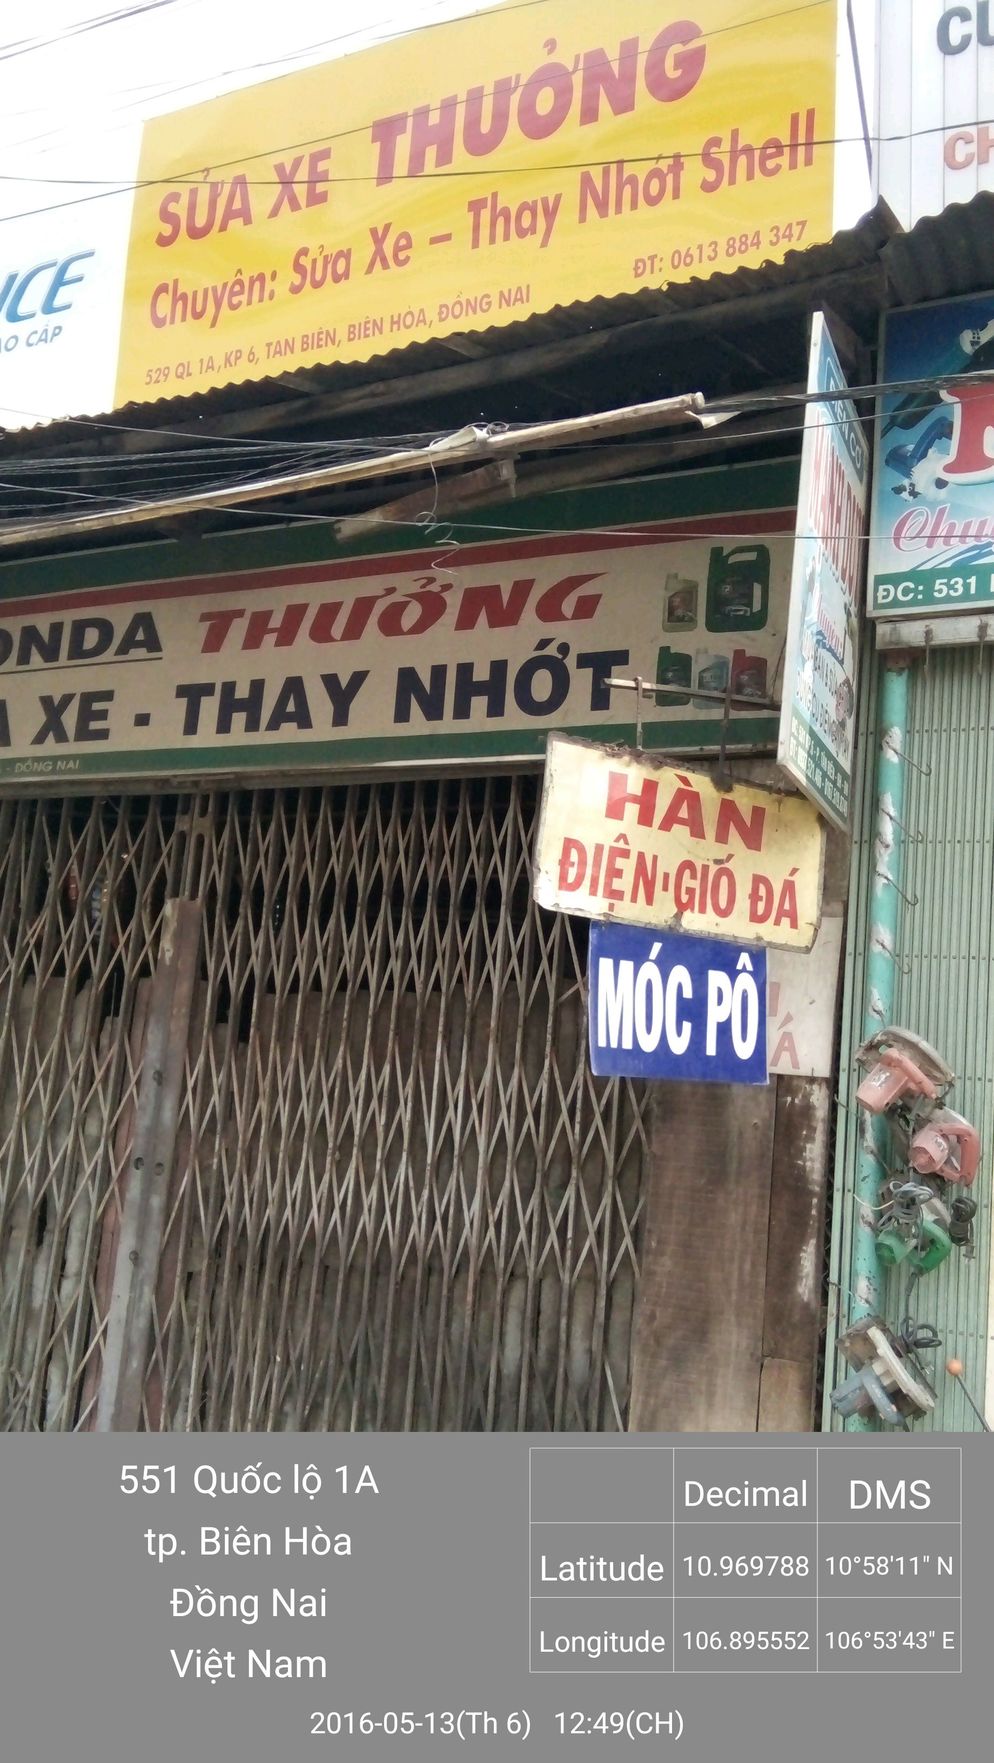 SỬA XE THƯỞNG
Chuyên: Sửa Xe – Thay Nhớt Shell
ĐT: 0613 884 347
529 QL 1A, KP 6, TAN BIÊN, BIÊN HÒA, ĐỒNG NAI
CH
ĐC: 531
THƯỞNG
XE - THAY NHỚT
- ĐỒNG NAI
HÀN
ĐIỆN·GIÓ ĐÁ
MÓC PÔ
551 Quốc lộ 1A
tp. Biên Hòa
Đồng Nai
Việt Nam
Decimal DMS
Latitude 10.969788 10°58'11" N
Longitude 106.895552 106°53'43" E
2016-05-13(Th 6) 12:49(CH)